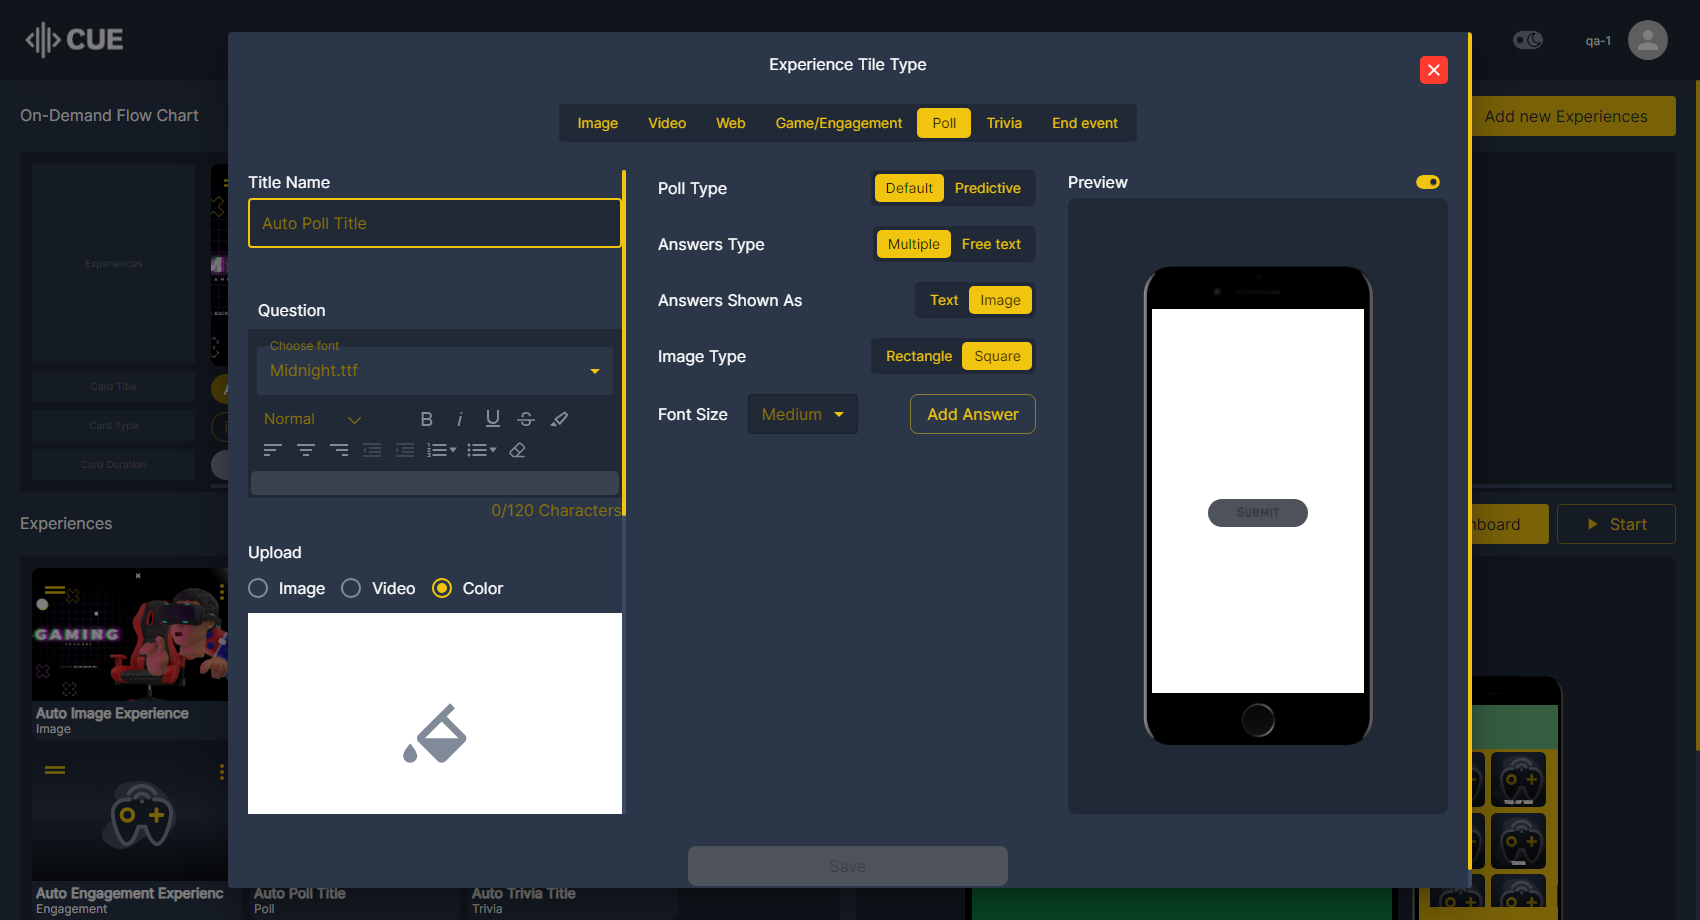 CUE
qa-1
On-Demand Flow Chart
Add new Experiences
Experiences
Card Title
Card Type
Card Duration
Experience Tile Type
Image
Video
Web
Game/Engagement
Poll
Trivia
End event
Title Name
Auto Poll Title
Question
Choose font
Midnight.ttf
Normal
0/120 Characters
Upload
Image
Video
Color
Poll Type
Default
Predictive
Answers Type
Multiple
Free text
Answers Shown As
Text
Image
Image Type
Rectangle
Square
Font Size
Medium
Add Answer
Preview
SUBMIT
Save
Experiences
Start
GAMING
Auto Image Experience
Image
Auto Engagement Experienc
Engagement
Auto Poll Title
Poll
Auto Trivia Title
Trivia